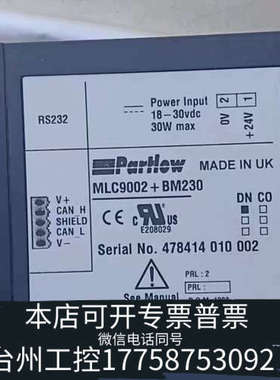 RS232
Power Input
18-30vdc
30W max
0V 2
+24V 1
Partlow
MADE IN UK
MLC9002+BM230
V+
CAN H
SHIELD
CAN L
V-
DN CO
CE
C UL US
E208029
Serial No. 478414 010 002
PRL: 2
PRL:
本店可开专票普票
微信电话同号
台州工控17758753092